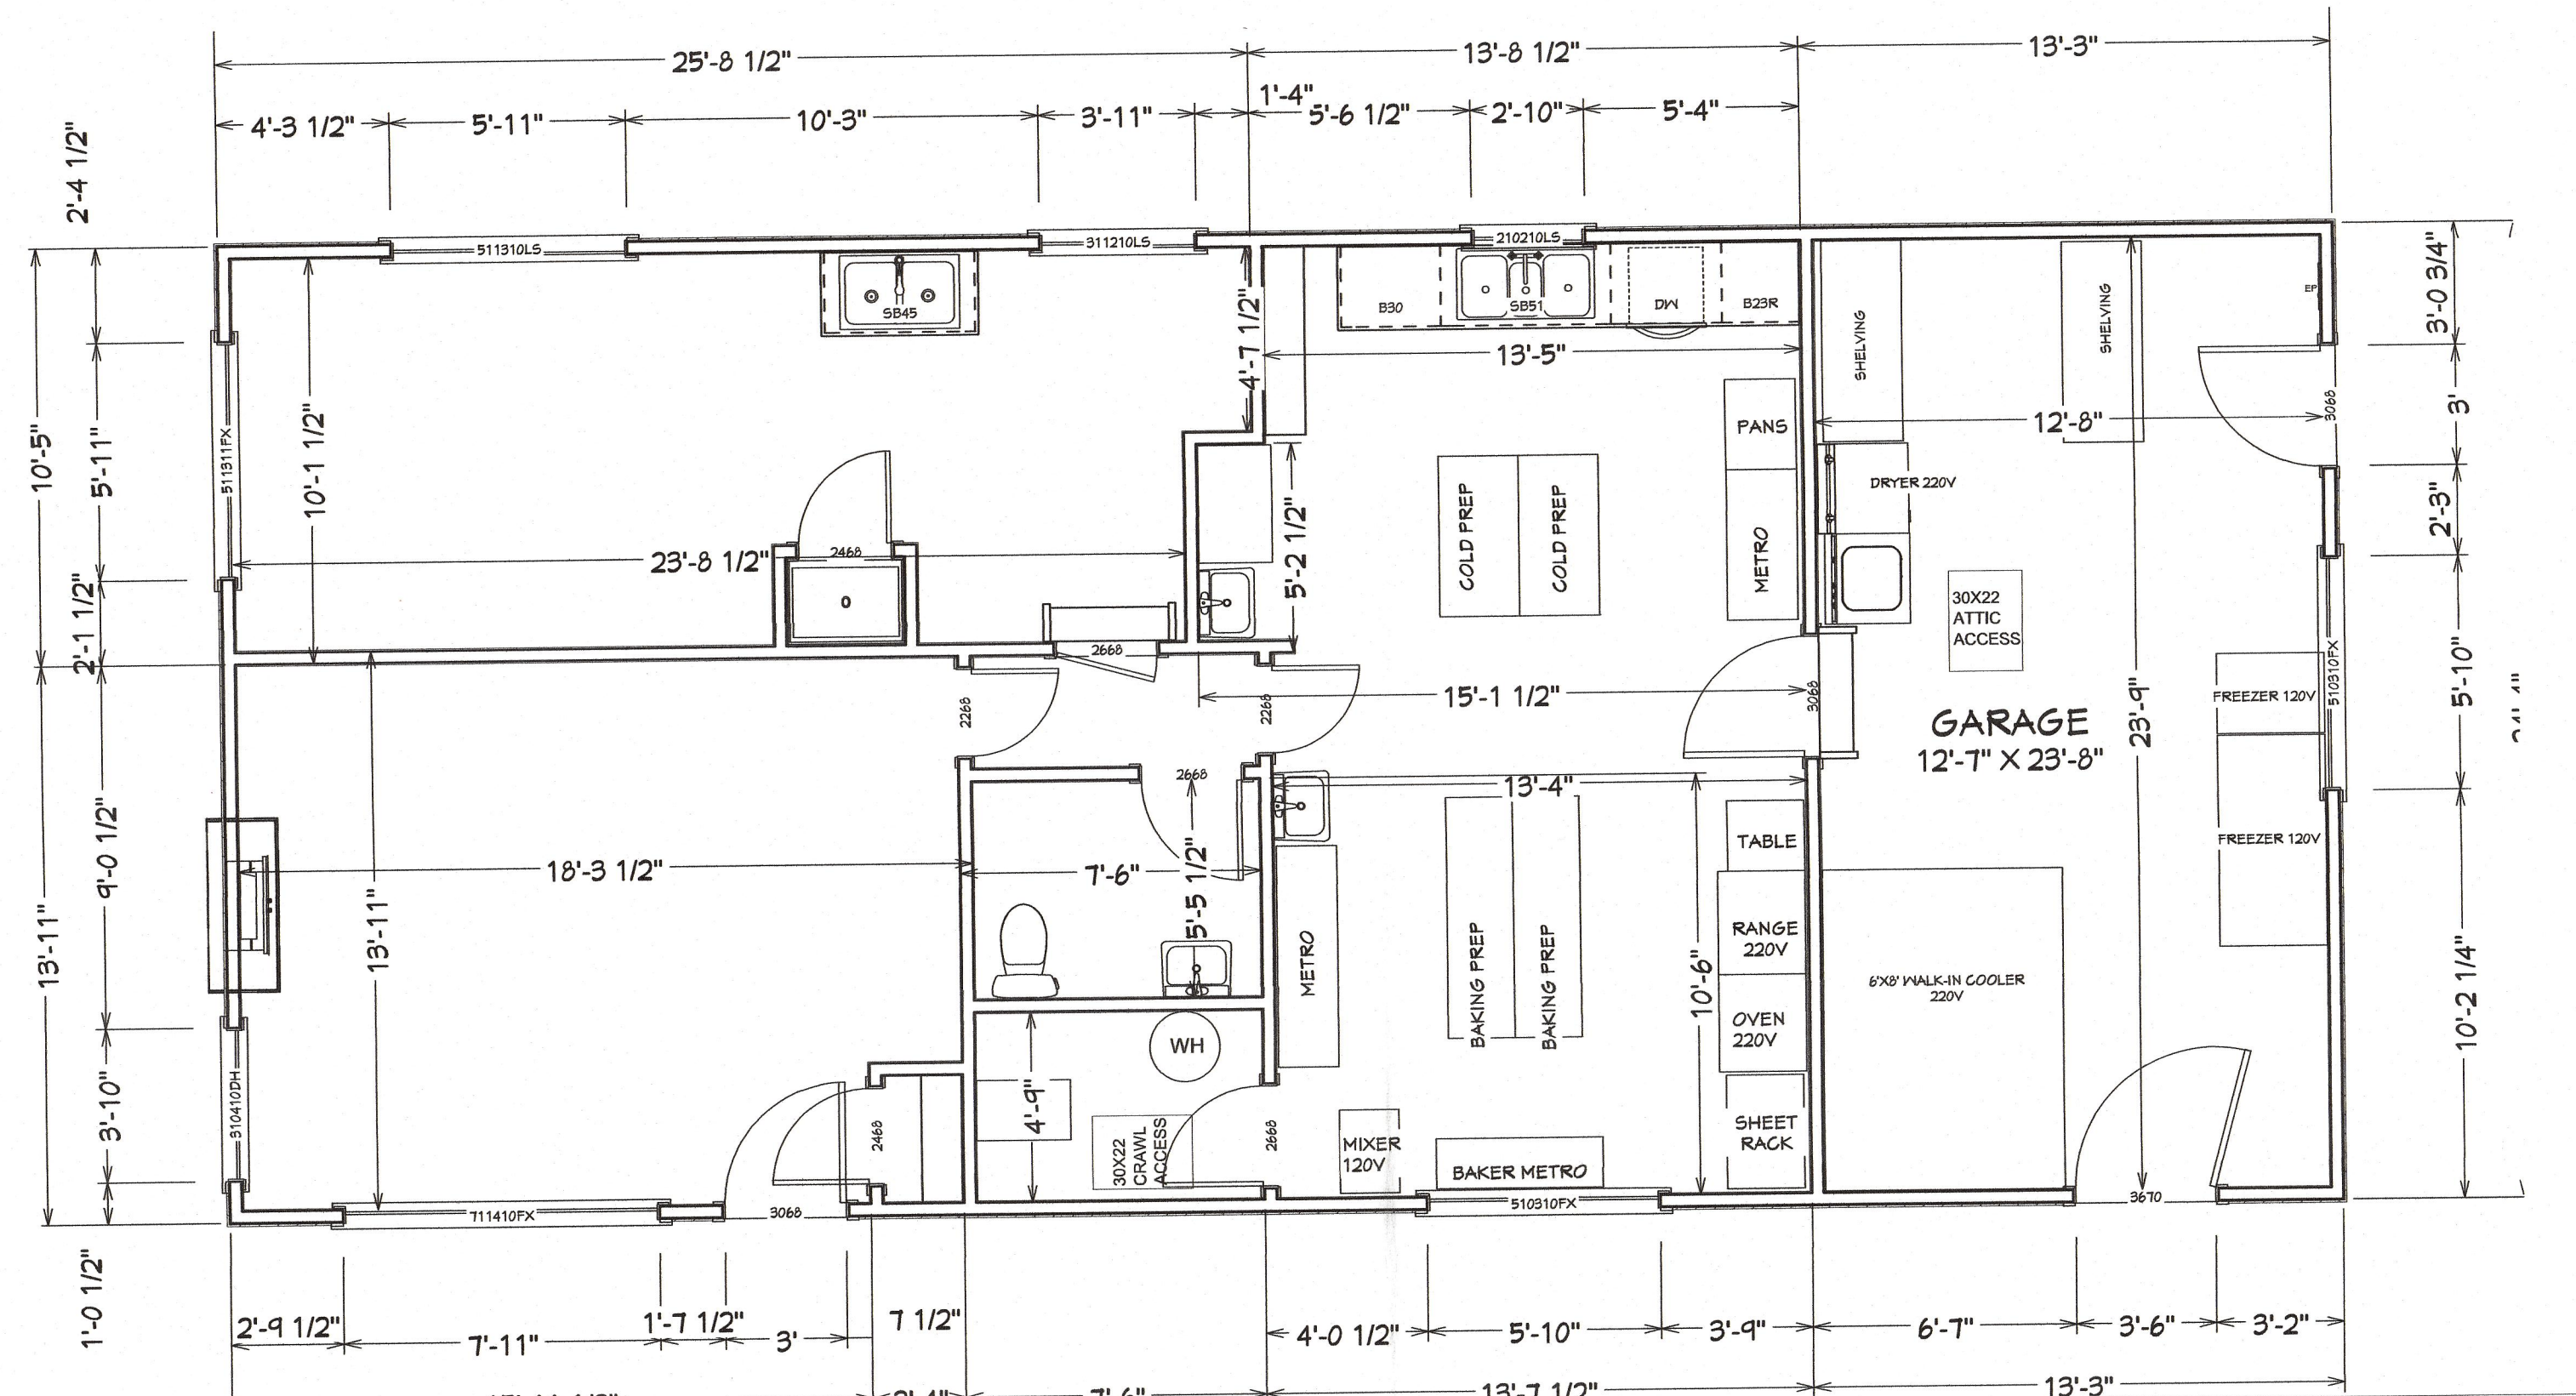 25'-8 1/2"
13'-8 1/2"
13'-3"
1'-4"
4'-3 1/2"
5'-11"
10'-3"
3'-11"
5'-6 1/2"
2'-10"
5'-4"
2'-4 1/2"
511310LS
311210LS
210210LS
SB45
B30
SB51
DW
B23R
SHELVING
SHELVING
EP
3'-0 3/4"
4'-7 1/2"
13'-5"
PANS
12'-8"
3068
3'
10'-5"
5'-11"
511311FX
10'-1 1/2"
COLD PREP
COLD PREP
METRO
DRYER 220V
2'-3"
23'-8 1/2"
2468
5'-2 1/2"
30X22
ATTIC
ACCESS
2'-1 1/2"
2668
2268
2268
15'-1 1/2"
3068
GARAGE
12'-7" X 23'-8"
23'-9"
FREEZER 120V
510310FX
5'-10"
2668
13'-4"
TABLE
FREEZER 120V
13'-11"
9'-0 1/2"
13'-11"
18'-3 1/2"
7'-6"
5'-5 1/2"
METRO
BAKING PREP
BAKING PREP
10'-6"
RANGE
220V
OVEN
220V
6'X8' WALK-IN COOLER
220V
10'-2 1/4"
WH
4'-9"
3'-10"
310410DH
2468
30X22
CRAWL
ACCESS
2668
MIXER
120V
BAKER METRO
SHEET
RACK
711410FX
3068
510310FX
3670
1'-0 1/2"
2'-9 1/2"
7'-11"
1'-7 1/2"
3'
7 1/2"
4'-0 1/2"
5'-10"
3'-9"
6'-7"
3'-6"
3'-2"
7'-6"
13'-7 1/2"
13'-3"